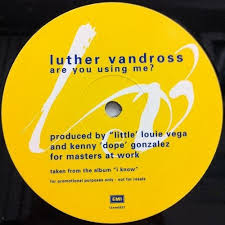 luther vandross
are you using me?
produced by "little' louie vega
and kenny 'dope' gonzalez
for masters at work
taken from the album "i know"
for promotional purposes only - not for resale
EMI